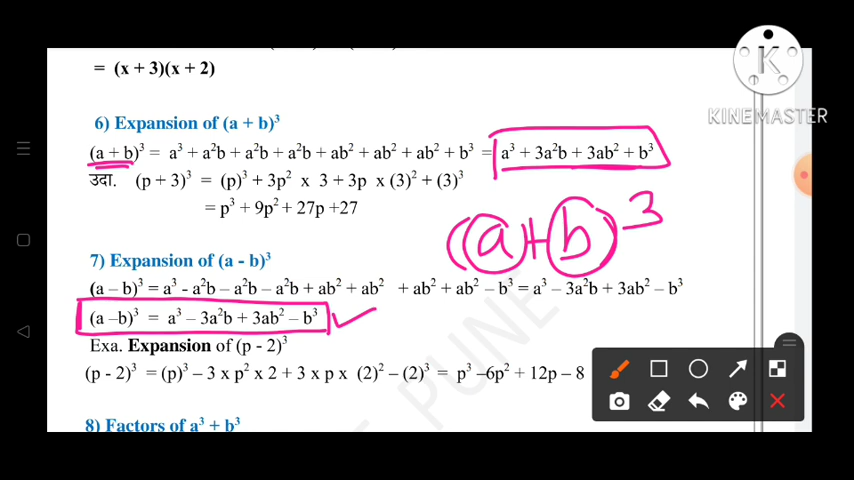 = (x + 3)(x + 2)
KINEMASTER
6) Expansion of (a + b)³
(a + b)³ = a³ + a²b + a²b + a²b + ab² + ab² + ab² + b³ = a³ + 3a²b + 3ab² + b³
उदा. (p + 3)³ = (p)³ + 3p² x 3 + 3p x (3)² + (3)³
= p³ + 9p² + 27p +27
(a+b)³
7) Expansion of (a - b)³
(a – b)³ = a³ - a²b – a²b – a²b + ab² + ab² + ab² + ab² – b³ = a³ – 3a²b + 3ab² – b³
(a –b)³ = a³ – 3a²b + 3ab² – b³
Exa. Expansion of (p - 2)³
(p - 2)³ = (p)³ – 3 x p² x 2 + 3 x p x (2)² – (2)³ = p³ –6p² + 12p – 8
8) Factors of a³ + b³
PUNE